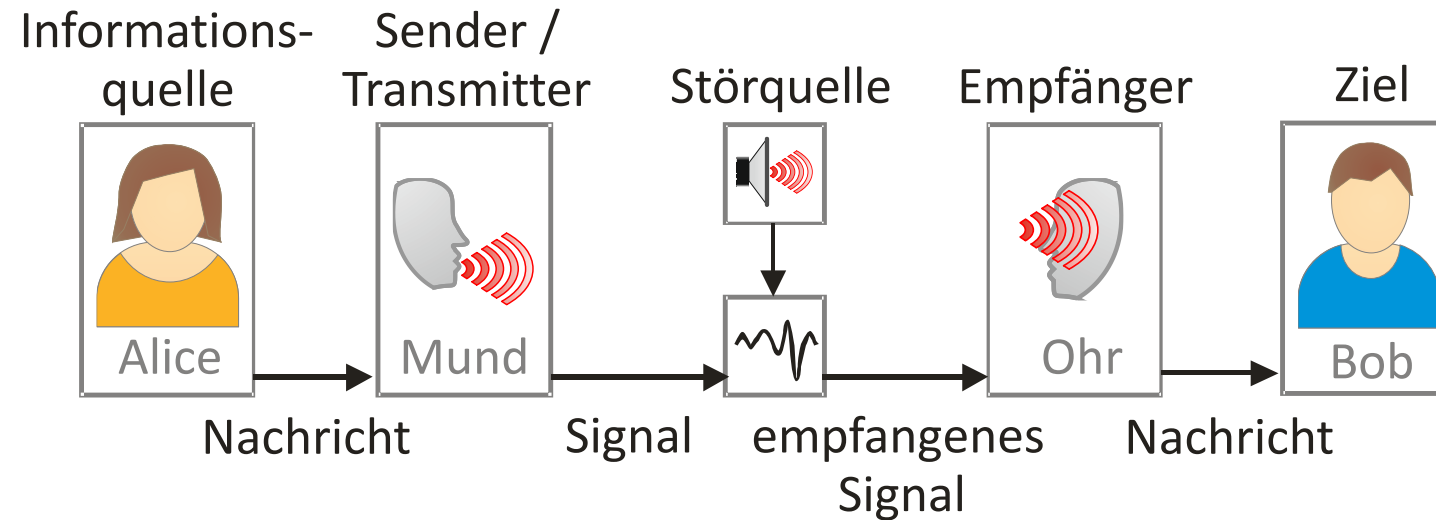 Informations-
quelle
Sender /
Transmitter
Störquelle
Empfänger
Ziel
Alice
Mund
Ohr
Bob
Nachricht
Signal
empfangenes
Signal
Nachricht